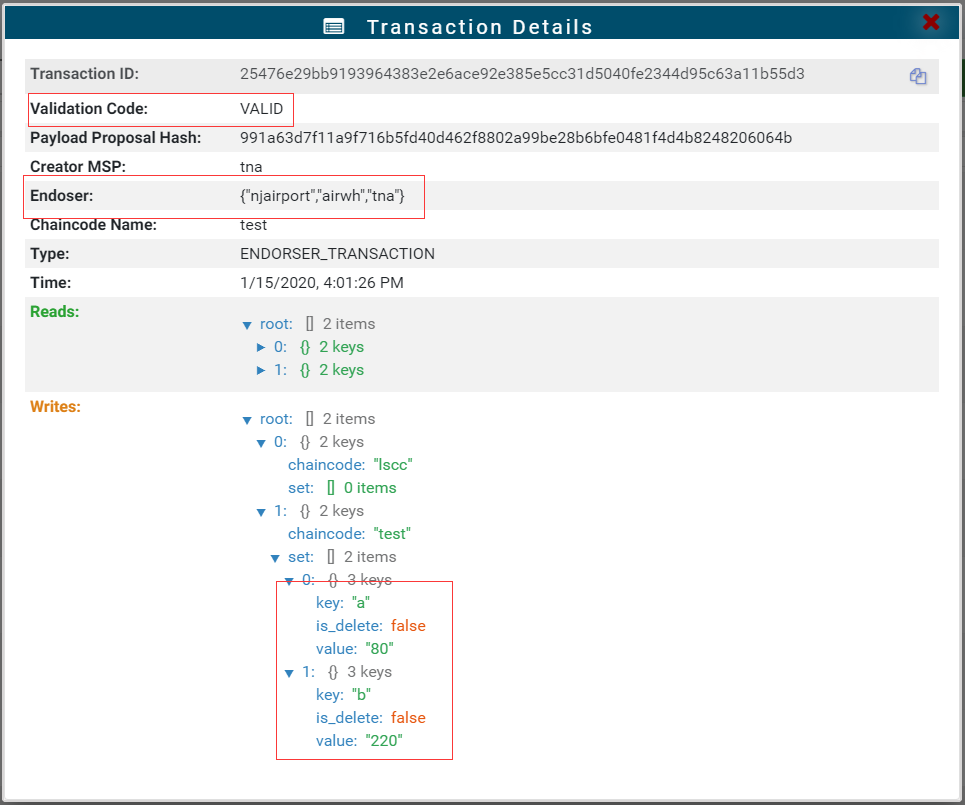 Transaction Details
Transaction ID: 25476e29bb9193964383e2e6ace92e385e5cc31d5040fe2344d95c63a11b55d3
Validation Code: VALID
Payload Proposal Hash: 991a63d7f11a9f716b5fd40d462f8802a99be28b6bfe0481f4d4b8248206064b
Creator MSP: tna
Endoser: {"njairport","airwh","tna"}
Chaincode Name: test
Type: ENDORSER_TRANSACTION
Time: 1/15/2020, 4:01:26 PM
Reads:
▼ root: [] 2 items
▶ 0: {} 2 keys
▶ 1: {} 2 keys
Writes:
▼ root: [] 2 items
▼ 0: {} 2 keys
chaincode: "lscc"
set: [] 0 items
▼ 1: {} 2 keys
chaincode: "test"
▼ set: [] 2 items
▼ 0: {} 3 keys
key: "a"
is_delete: false
value: "80"
▼ 1: {} 3 keys
key: "b"
is_delete: false
value: "220"